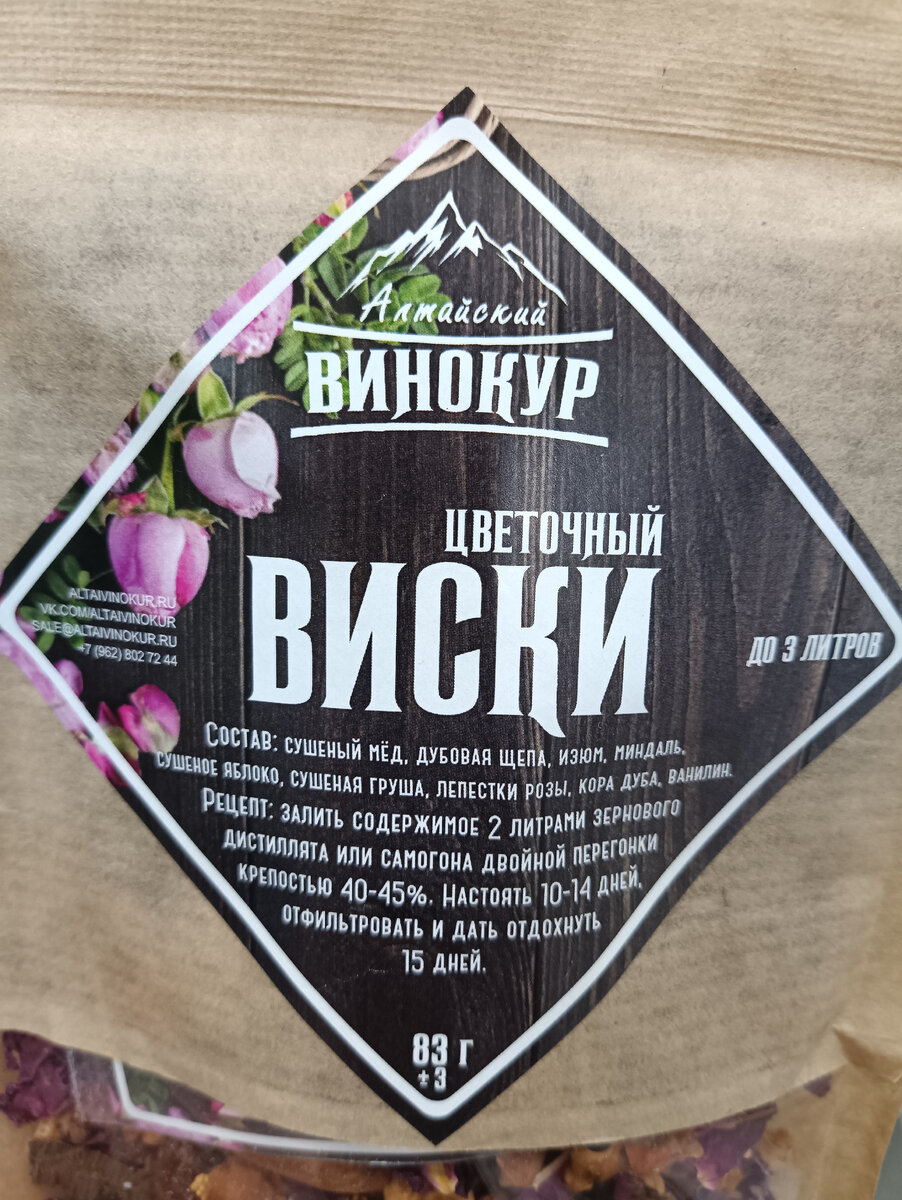 Алтайский
ВИНОКУР
ЦВЕТОЧНЫЙ
ВИСКИ
ALTAIVINOKUR.RU
VK.COM/ALTAIVINOKUR
SALE@ALTAIVINOKUR.RU
+7 (962) 802 72 44
ДО 3 ЛИТРОВ
СОСТАВ: СУШЕНЫЙ МЁД, ДУБОВАЯ ЩЕПА, ИЗЮМ, МИНДАЛЬ,
СУШЕНОЕ ЯБЛОКО, СУШЕНАЯ ГРУША, ЛЕПЕСТКИ РОЗЫ, КОРА ДУБА, ВАНИЛИН.
РЕЦЕПТ: ЗАЛИТЬ СОДЕРЖИМОЕ 2 ЛИТРАМИ ЗЕРНОВОГО
ДИСТИЛЛЯТА ИЛИ САМОГОНА ДВОЙНОЙ ПЕРЕГОНКИ
КРЕПОСТЬЮ 40-45%. НАСТОЯТЬ 10-14 ДНЕЙ,
ОТФИЛЬТРОВАТЬ И ДАТЬ ОТДОХНУТЬ
15 ДНЕЙ.
83 Г
± 3